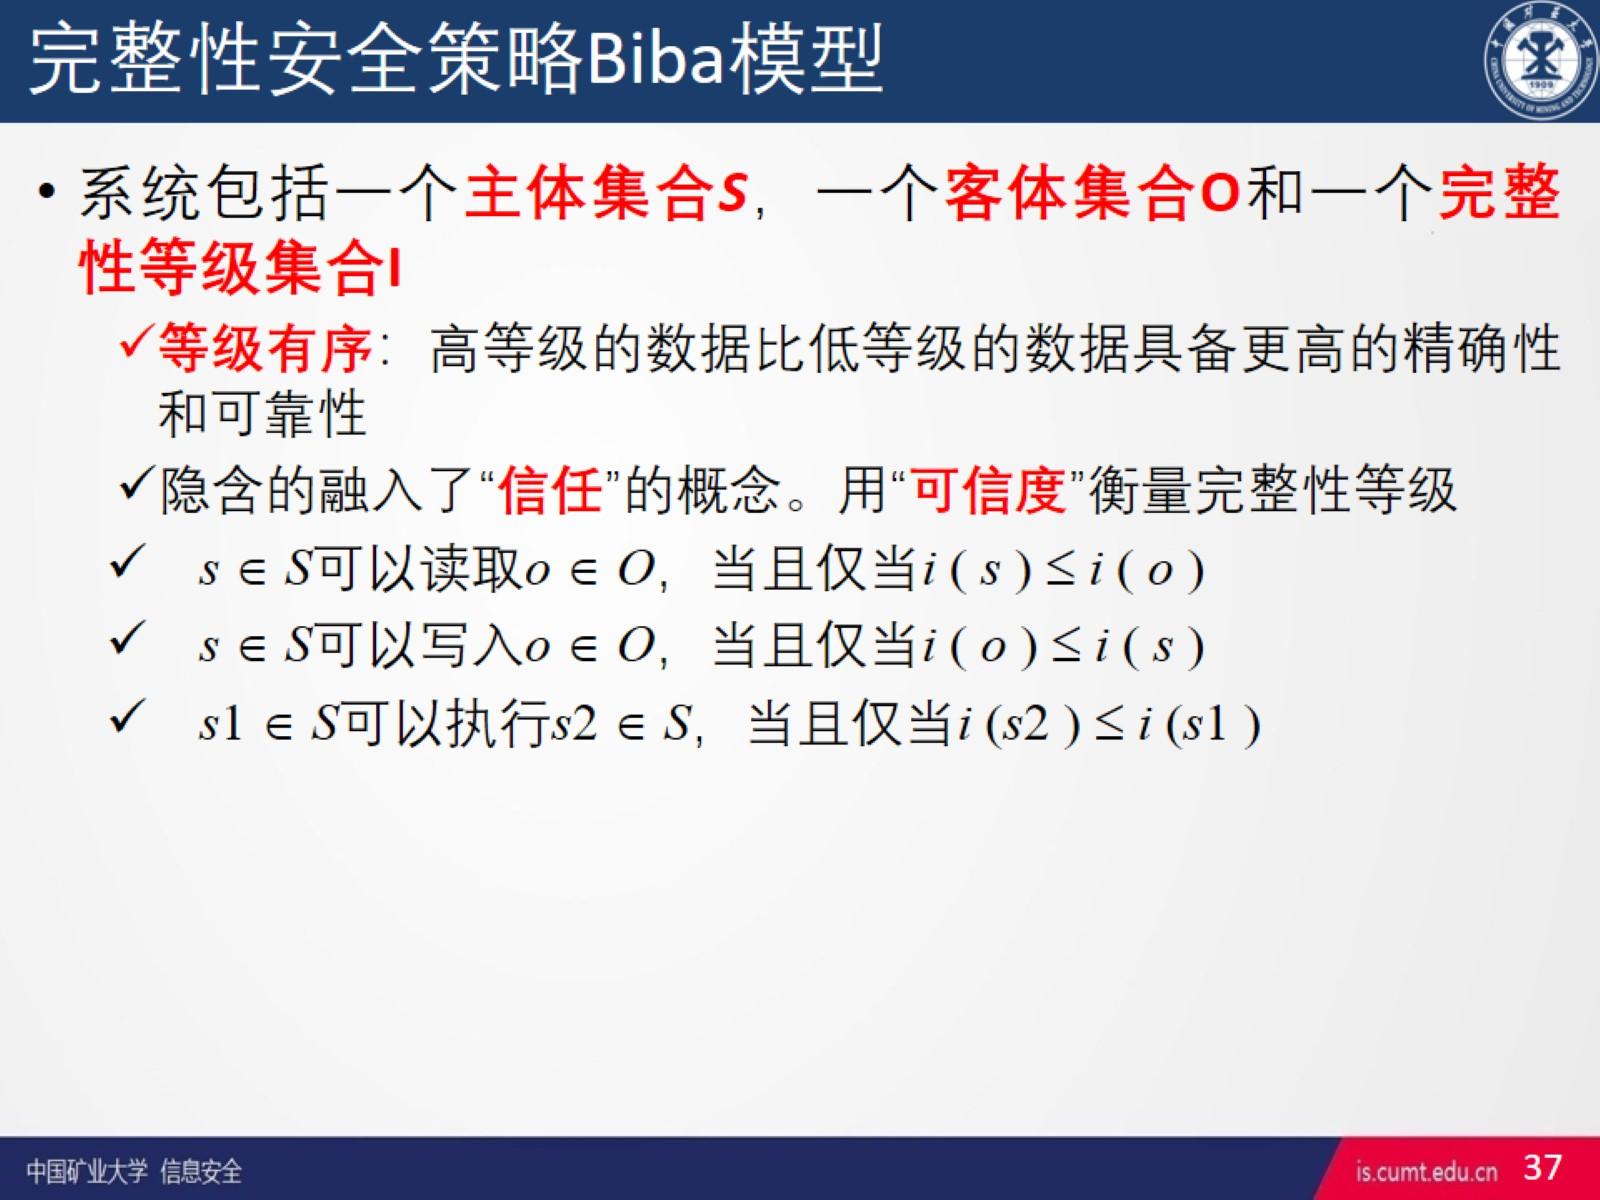 完整性安全策略Biba模型
• 系统包括一个主体集合S，一个客体集合O和一个完整
性等级集合I
✓等级有序：高等级的数据比低等级的数据具备更高的精确性
和可靠性
✓隐含的融入了“信任”的概念。用“可信度”衡量完整性等级
✓ s ∈ S可以读取o ∈ O，当且仅当i ( s ) ≤ i ( o )
✓ s ∈ S可以写入o ∈ O，当且仅当i ( o ) ≤ i ( s )
✓ s1 ∈ S可以执行s2 ∈ S，当且仅当i (s2 ) ≤ i (s1 )
中国矿业大学 信息安全
is.cumt.edu.cn 37
CHINA UNIVERSITY OF MINING AND TECHNOLOGY
1909